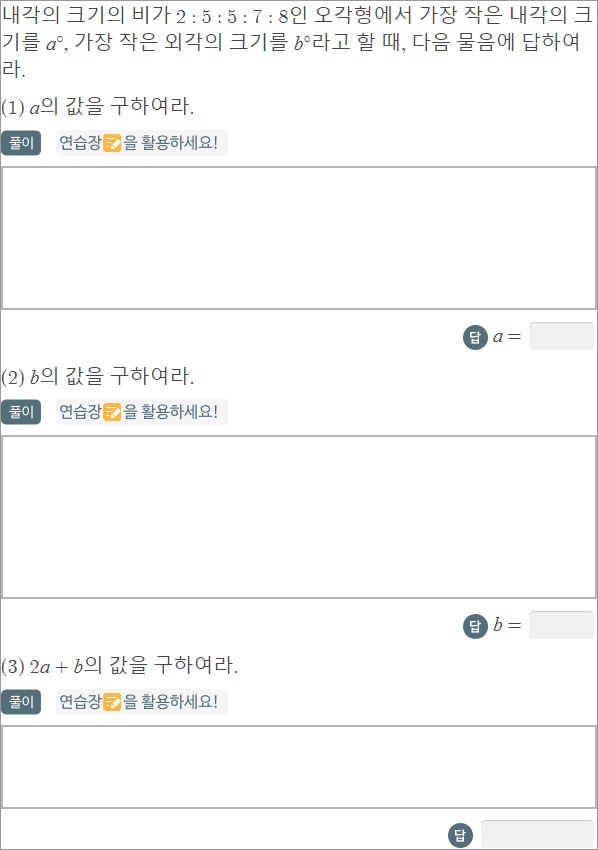 내각의 크기의 비가 2 : 5 : 5 : 7 : 8인 오각형에서 가장 작은 내각의 크
기를 a°, 가장 작은 외각의 크기를 b°라고 할 때, 다음 물음에 답하여
라.
(1) a의 값을 구하여라.
풀이 연습장을 활용하세요!
답 a =
(2) b의 값을 구하여라.
풀이 연습장을 활용하세요!
답 b =
(3) 2a + b의 값을 구하여라.
풀이 연습장을 활용하세요!
답